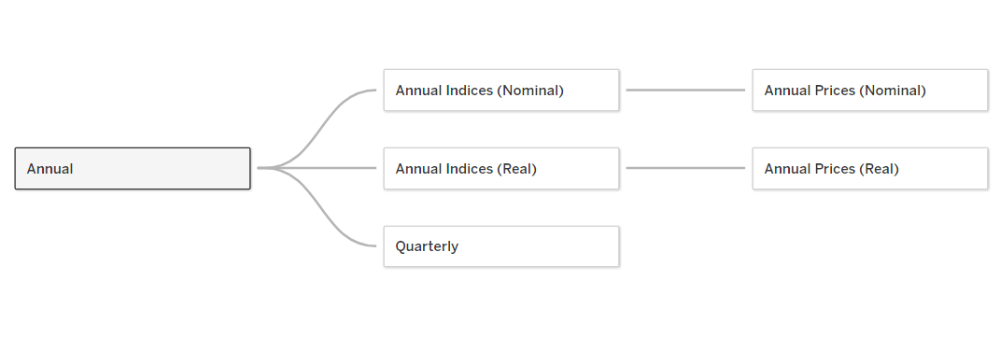 Annual Indices (Nominal)
Annual Prices (Nominal)
Annual
Annual Indices (Real)
Annual Prices (Real)
Quarterly